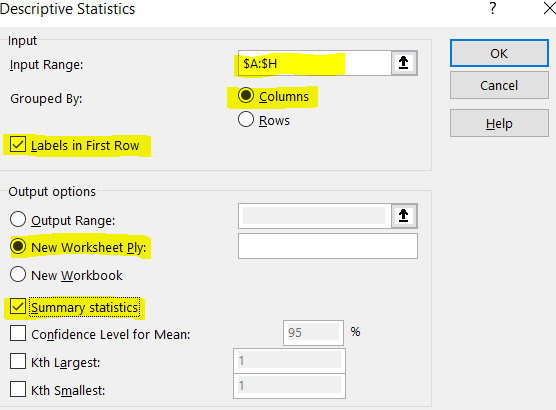 Descriptive Statistics ? ×
Input
Input Range: $A:$H
OK
Grouped By: Columns
Cancel
Rows
Help
Labels in First Row
Output options
Output Range:
New Worksheet Ply:
New Workbook
Summary statistics
Confidence Level for Mean: 95 %
Kth Largest: 1
Kth Smallest: 1